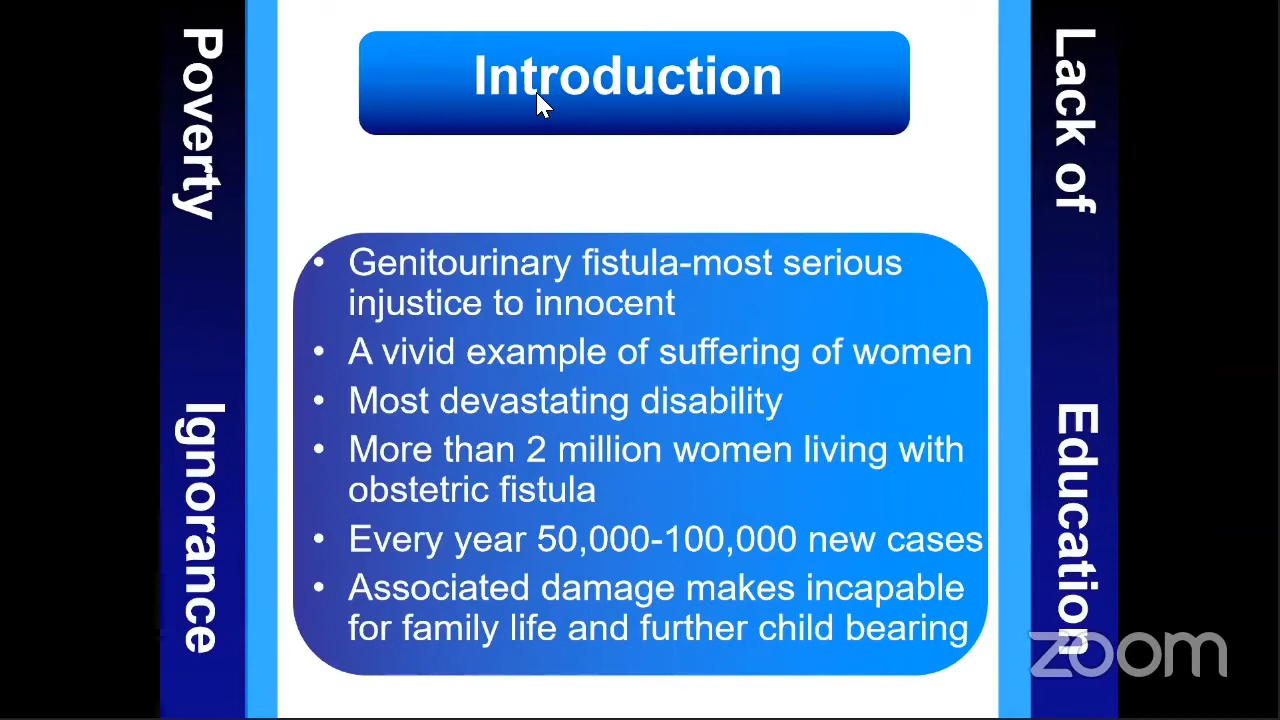 Introduction
Poverty
Ignorance
• Genitourinary fistula-most serious
injustice to innocent
• A vivid example of suffering of women
• Most devastating disability
• More than 2 million women living with
obstetric fistula
• Every year 50,000-100,000 new cases
• Associated damage makes incapable
for family life and further child bearing
Lack of
Education
zoom